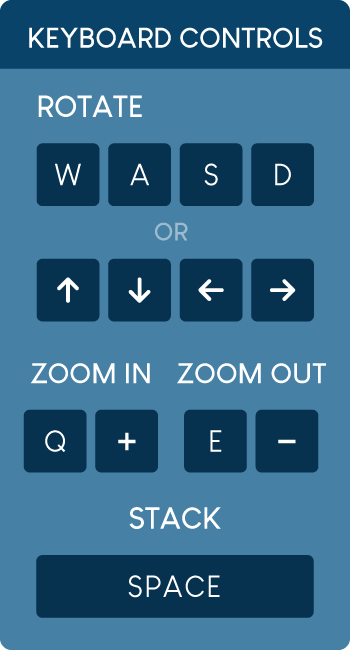 KEYBOARD CONTROLS
ROTATE
W A S D
OR
↑ ↓ ← →
ZOOM IN ZOOM OUT
Q + E −
STACK
SPACE